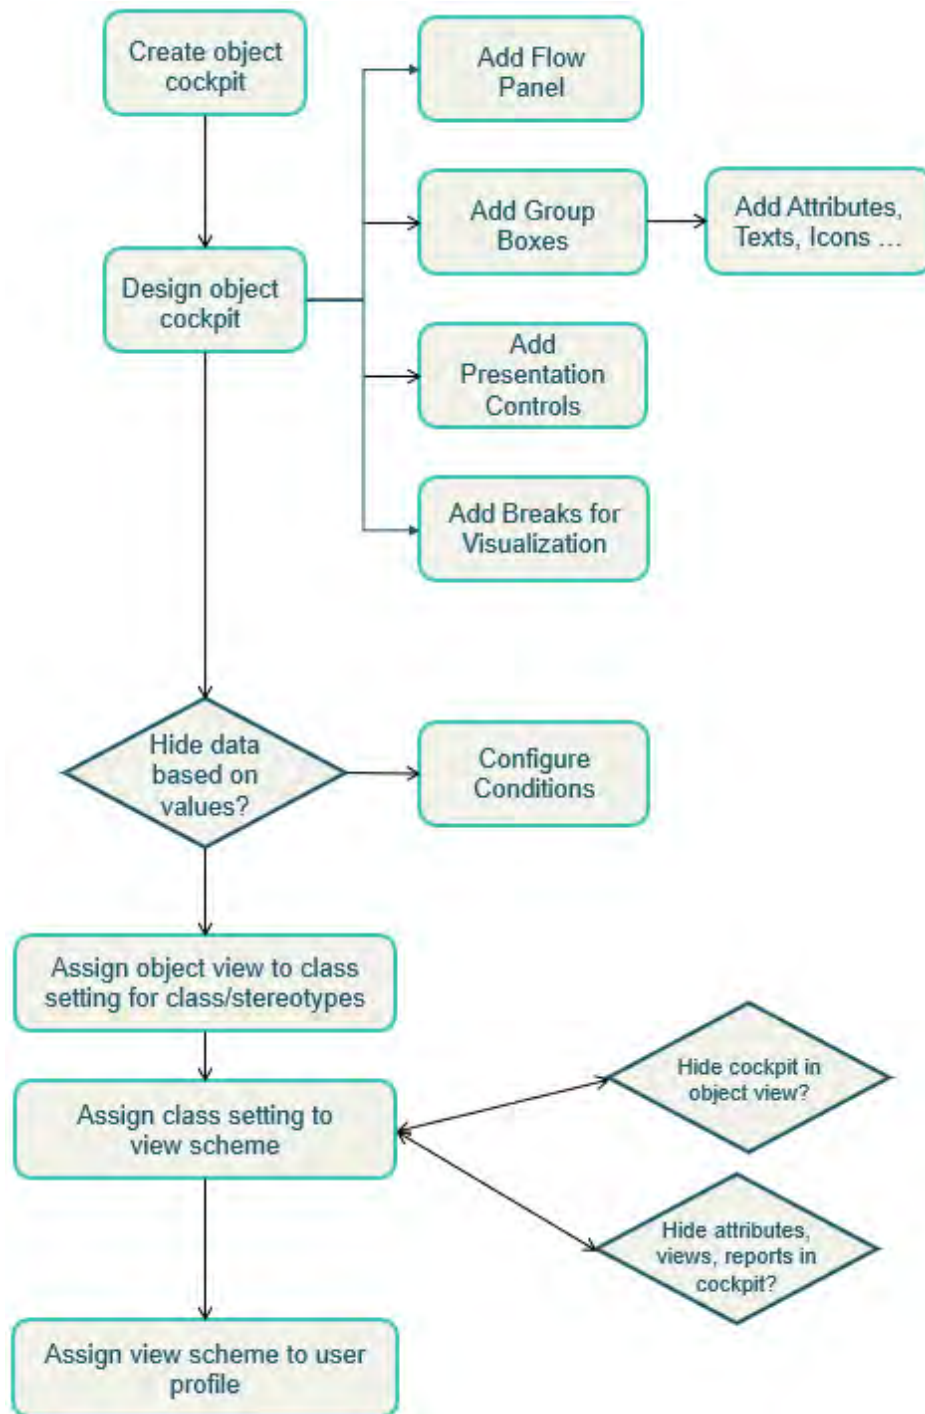 Create object
cockpit
Add Flow
Panel
Add Group
Boxes
Add Attributes,
Texts, Icons ...
Design object
cockpit
Add
Presentation
Controls
Add Breaks for
Visualization
Hide data
based on
values?
Configure
Conditions
Assign object view to class
setting for class/stereotypes
Hide cockpit in
object view?
Assign class setting to
view scheme
Hide attributes,
views, reports in
cockpit?
Assign view scheme to user
profile